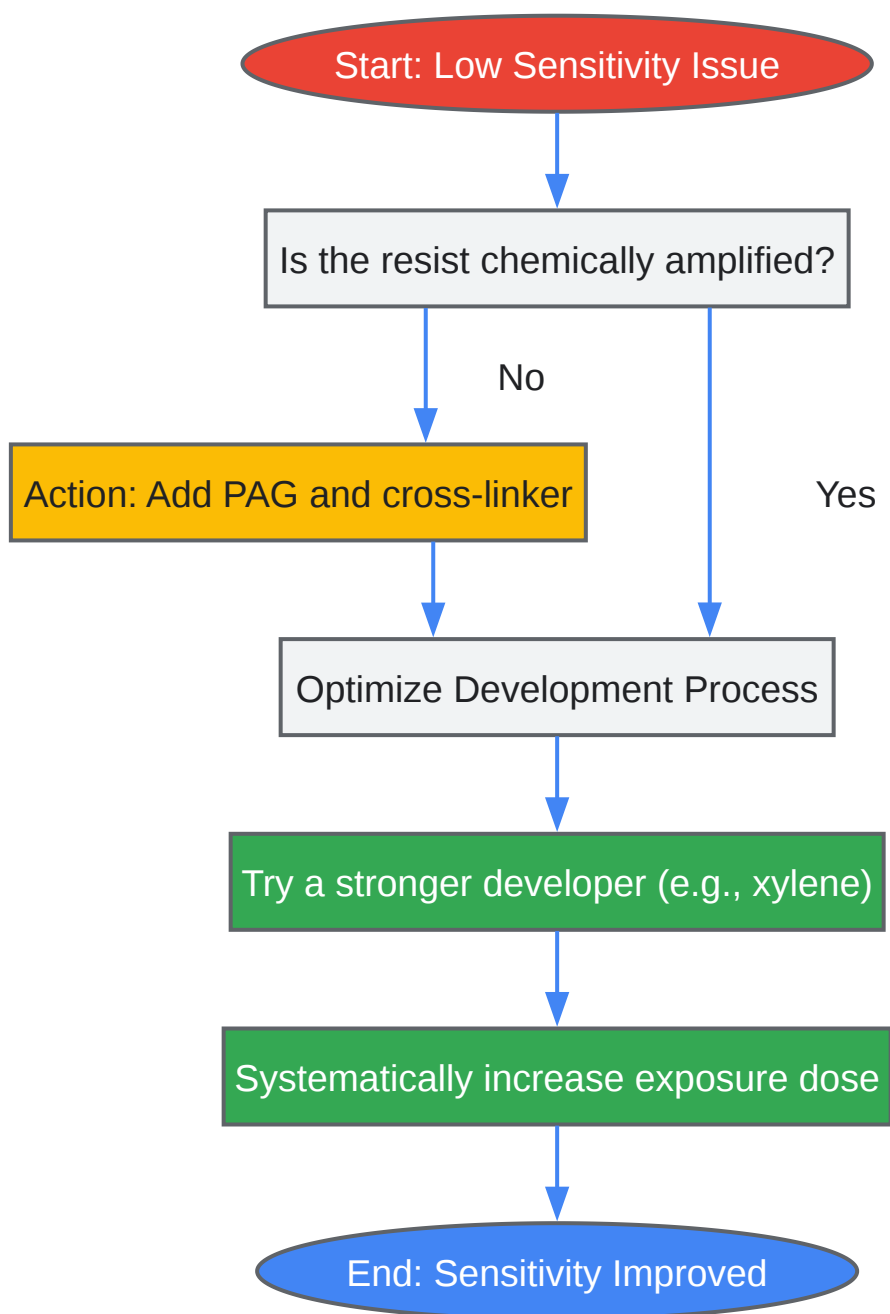 Start: Low Sensitivity Issue
Is the resist chemically amplified?
No
Action: Add PAG and cross-linker
Yes
Optimize Development Process
Try a stronger developer (e.g., xylene)
Systematically increase exposure dose
End: Sensitivity Improved